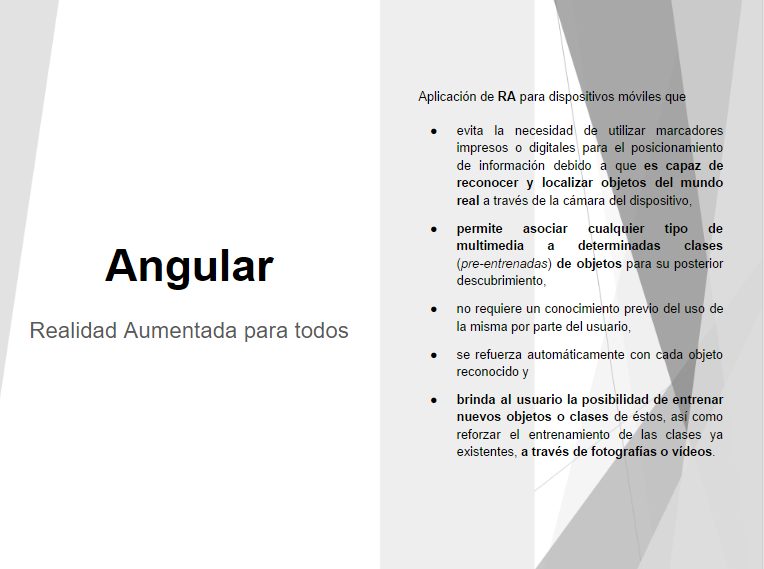 Angular
Realidad Aumentada para todos
Aplicación de RA para dispositivos móviles que
● evita la necesidad de utilizar marcadores
impresos o digitales para el posicionamiento
de información debido a que es capaz de
reconocer y localizar objetos del mundo
real a través de la cámara del dispositivo,
● permite asociar cualquier tipo de
multimedia a determinadas clases
(pre-entrenadas) de objetos para su posterior
descubrimiento,
● no requiere un conocimiento previo del uso de
la misma por parte del usuario,
● se refuerza automáticamente con cada objeto
reconocido y
● brinda al usuario la posibilidad de entrenar
nuevos objetos o clases de éstos, así como
reforzar el entrenamiento de las clases ya
existentes, a través de fotografías o vídeos.